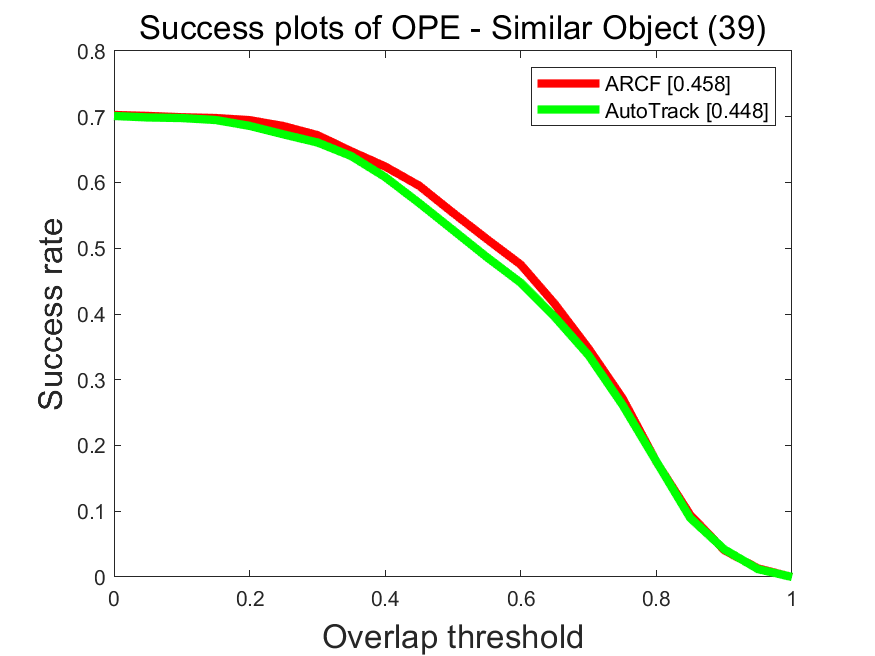 Success plots of OPE - Similar Object (39)
ARCF [0.458]
AutoTrack [0.448]
Success rate
0.8
0.7
0.6
0.5
0.4
0.3
0.2
0.1
0
0 0.2 0.4 0.6 0.8 1
Overlap threshold